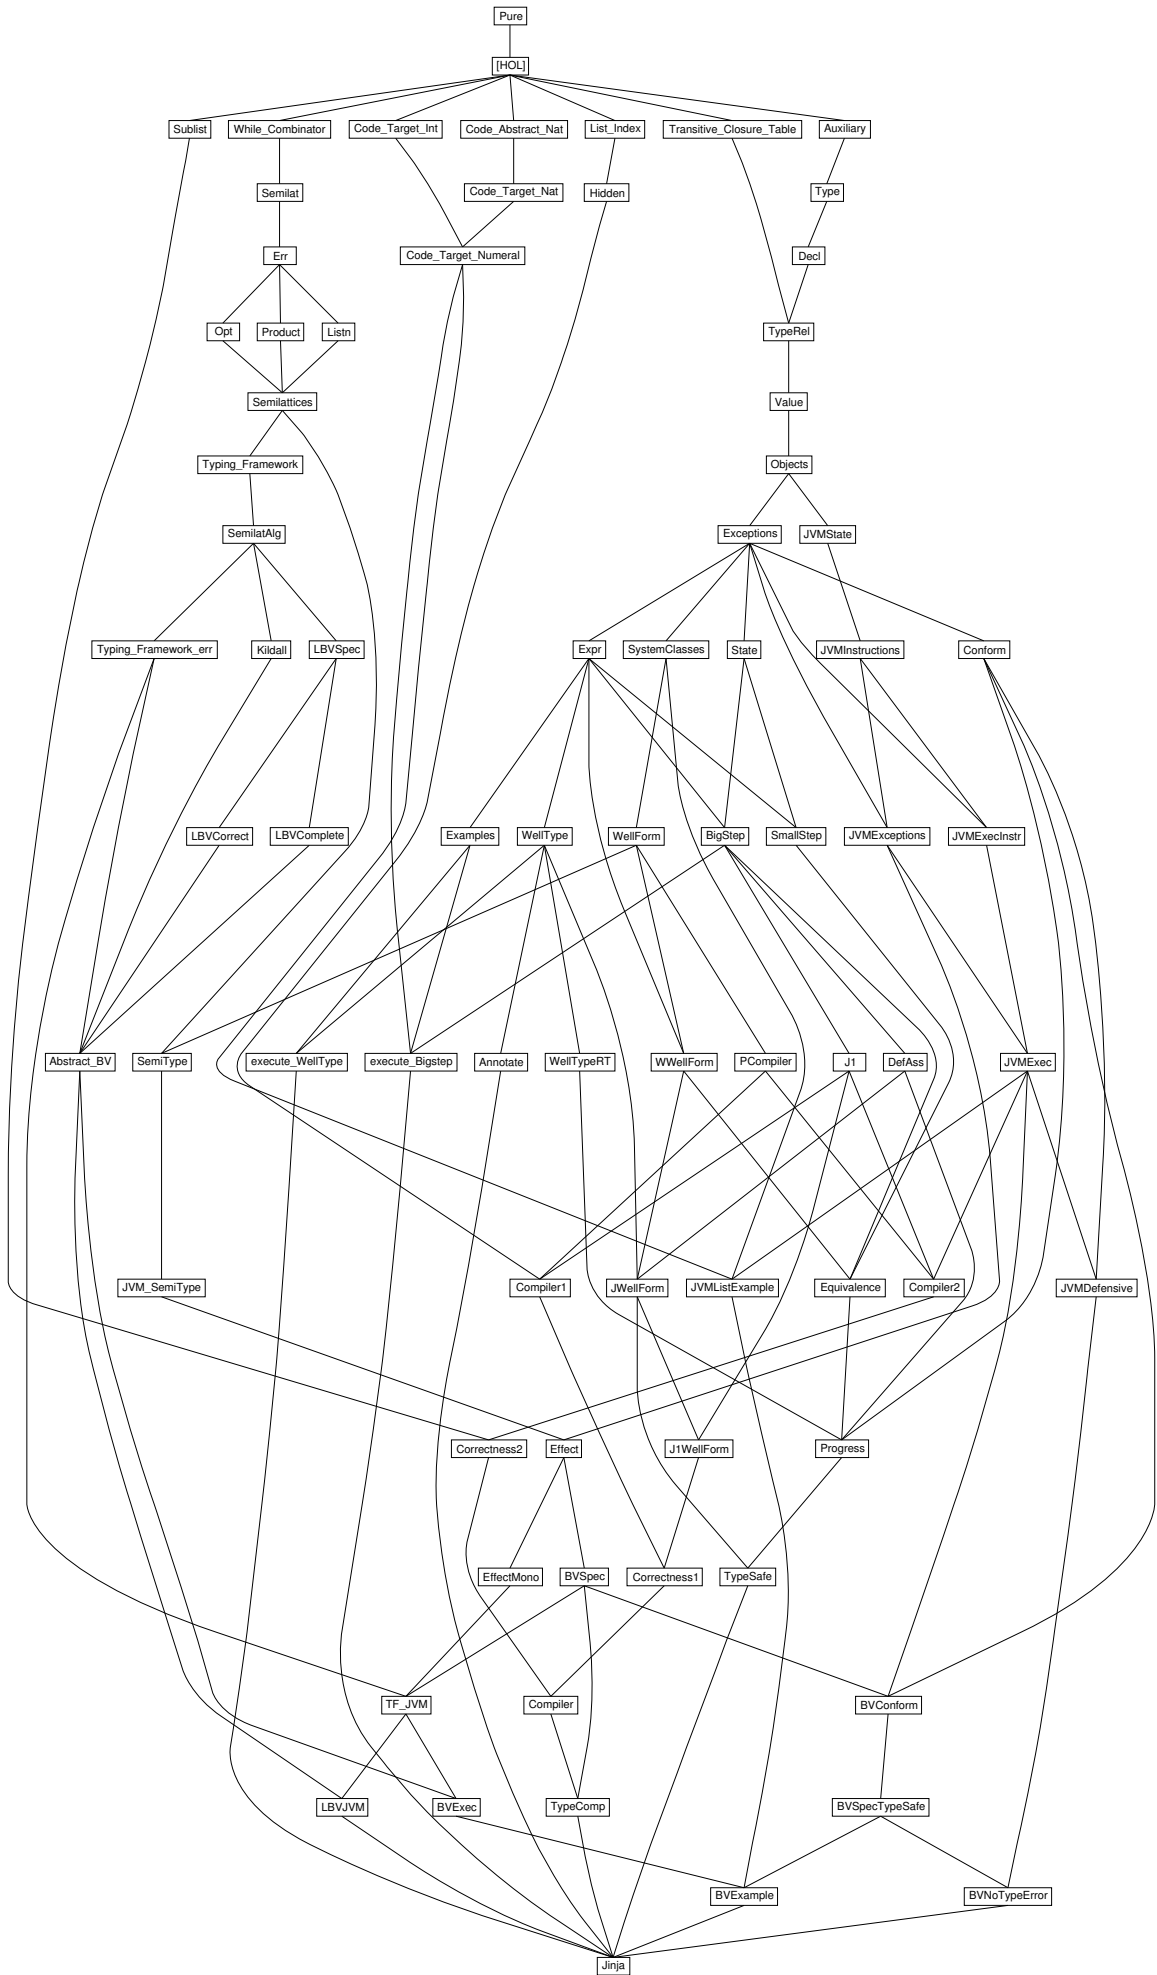 Pure
[HOL]
Sublist
While_Combinator
Code_Target_Int
Code_Abstract_Nat
List_Index
Transitive_Closure_Table
Auxiliary
Semilat
Code_Target_Nat
Hidden
Type
Err
Code_Target_Numeral
Decl
Opt
Product
Listn
TypeRel
Semilattices
Value
Typing_Framework
Objects
SemilatAlg
Exceptions
JVMState
Typing_Framework_err
Kildall
LBVSpec
Expr
SystemClasses
State
JVMInstructions
Conform
LBVCorrect
LBVComplete
Examples
WellType
WellForm
BigStep
SmallStep
JVMExceptions
JVMExecInstr
Abstract_BV
SemiType
execute_WellType
execute_Bigstep
Annotate
WellTypeRT
WWellForm
PCompiler
J1
DefAss
JVMExec
JVM_SemiType
Compiler1
JWellForm
JVMListExample
Equivalence
Compiler2
JVMDefensive
Correctness2
Effect
J1WellForm
Progress
EffectMono
BVSpec
Correctness1
TypeSafe
TF_JVM
Compiler
BVConform
LBVJVM
BVExec
TypeComp
BVSpecTypeSafe
BVExample
BVNoTypeError
Jinja